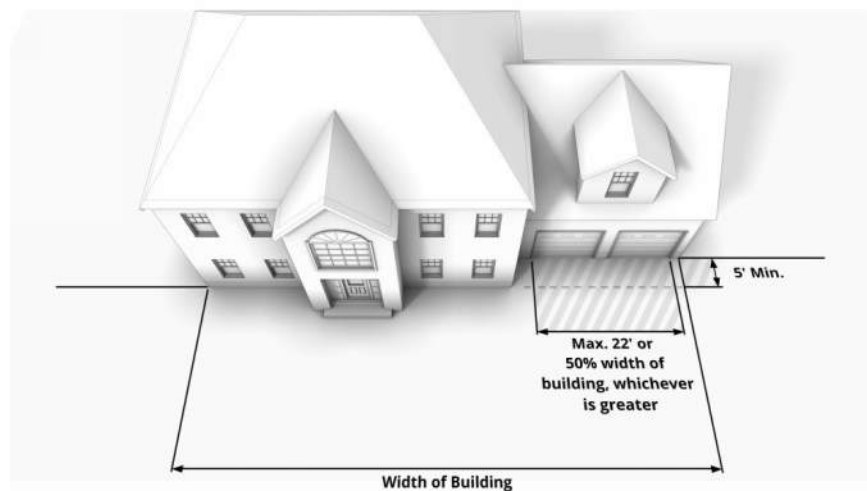 5' Min.
Max. 22' or
50% width of
building, whichever
is greater
Width of Building